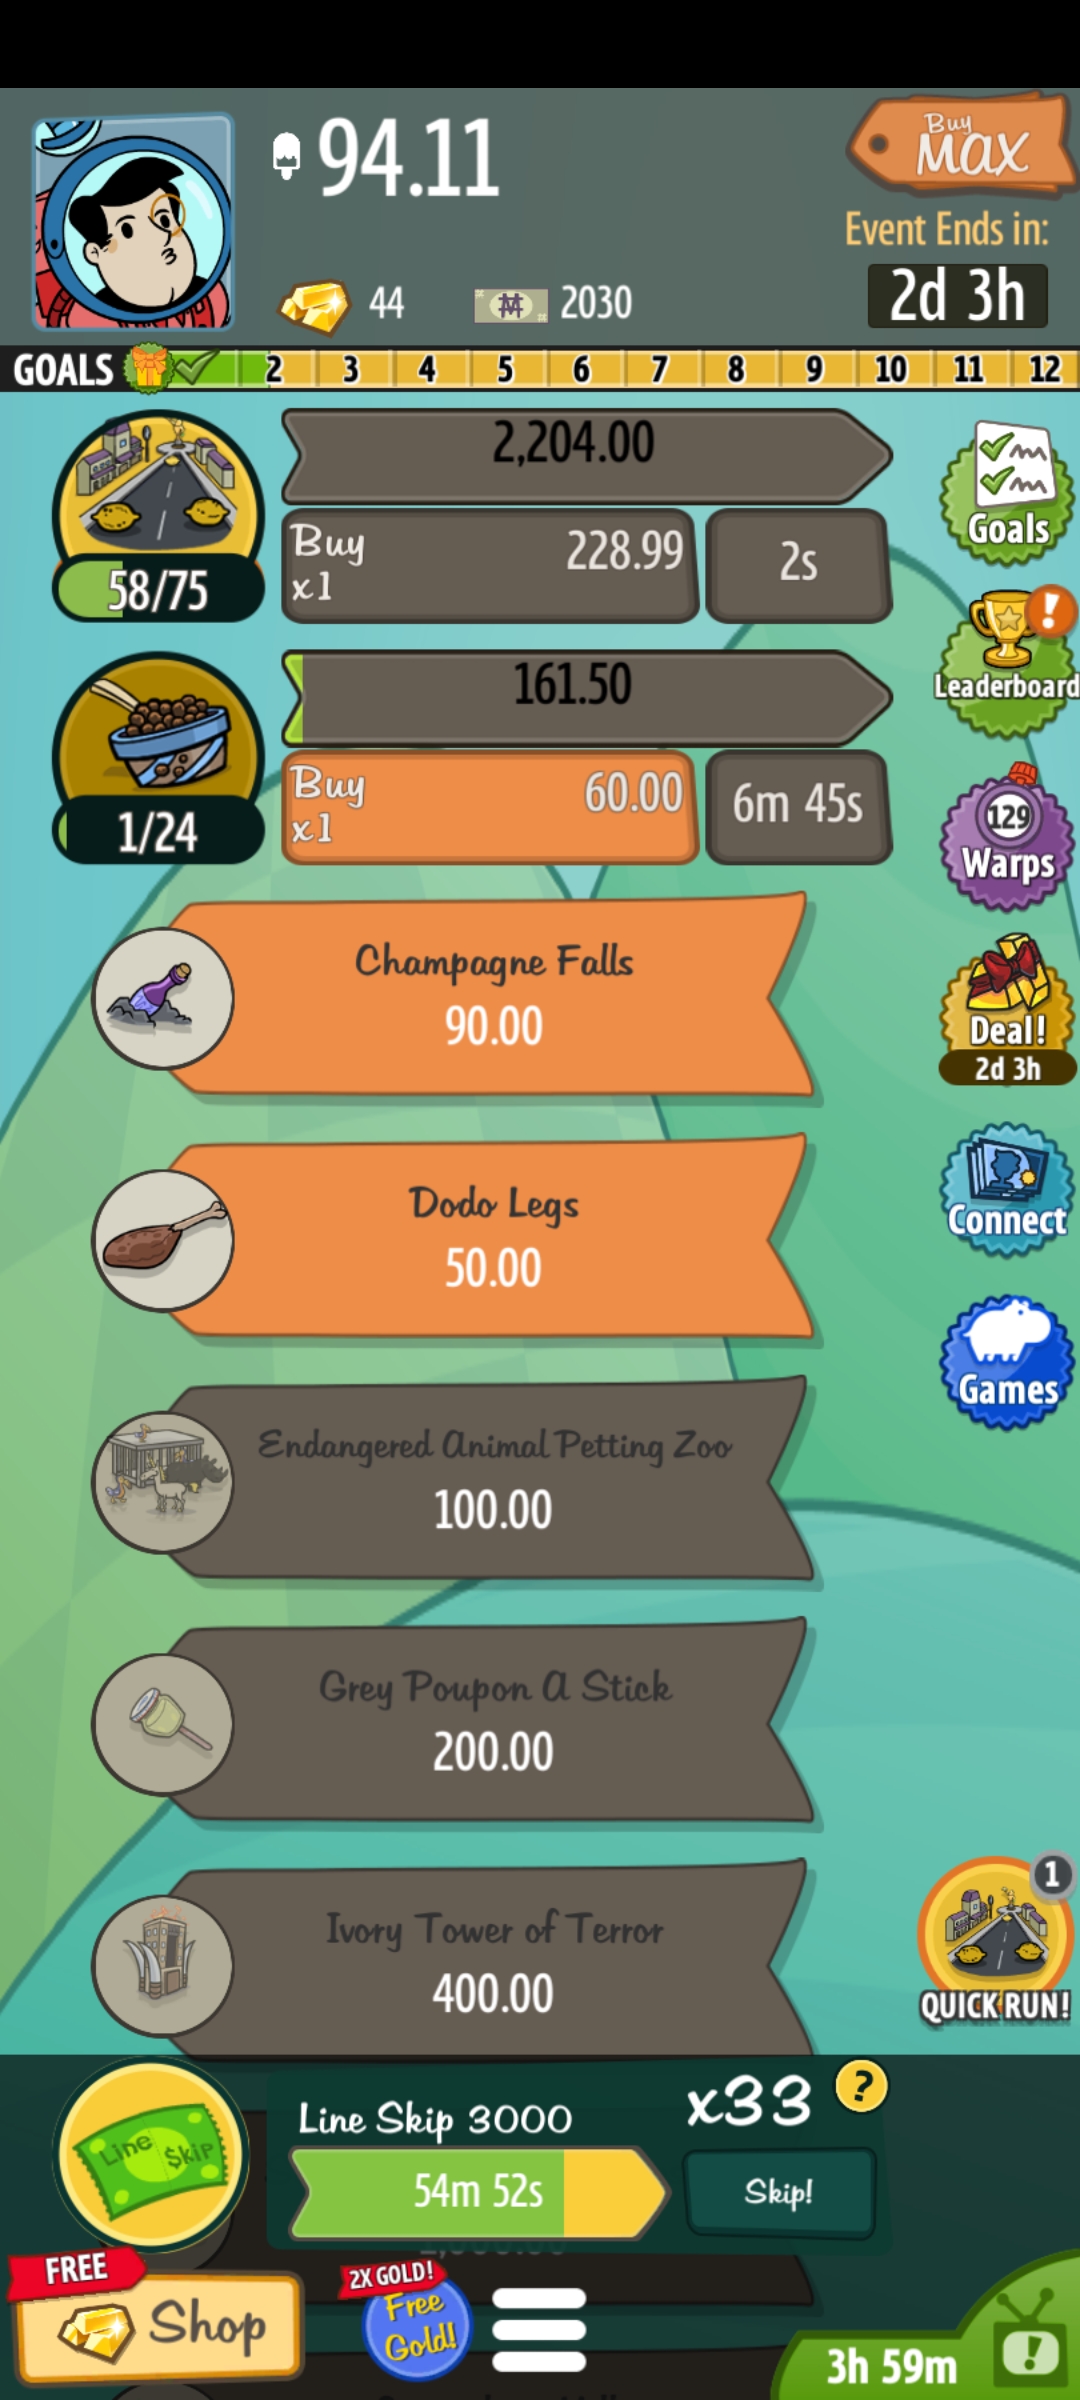 94.11
Buy
MAX
Event Ends in:
44
2030
2d 3h
GOALS
2
3
4
5
6
7
8
9
10
11
12
2,204.00
Buy
x1
228.99
2s
58/75
Goals
161.50
Buy
x1
60.00
6m 45s
1/24
Leaderboard
129
Warps
Champagne Falls
90.00
Deal!
2d 3h
Dodo Legs
50.00
Connect
Games
Endangered Animal Petting Zoo
100.00
Grey Poupon A Stick
200.00
Ivory Tower of Terror
400.00
1
QUICK RUN!
Line $kip
Line Skip 3000
x33
?
54m 52s
Skip!
FREE
Shop
2X GOLD!
Free
Gold!
3h 59m